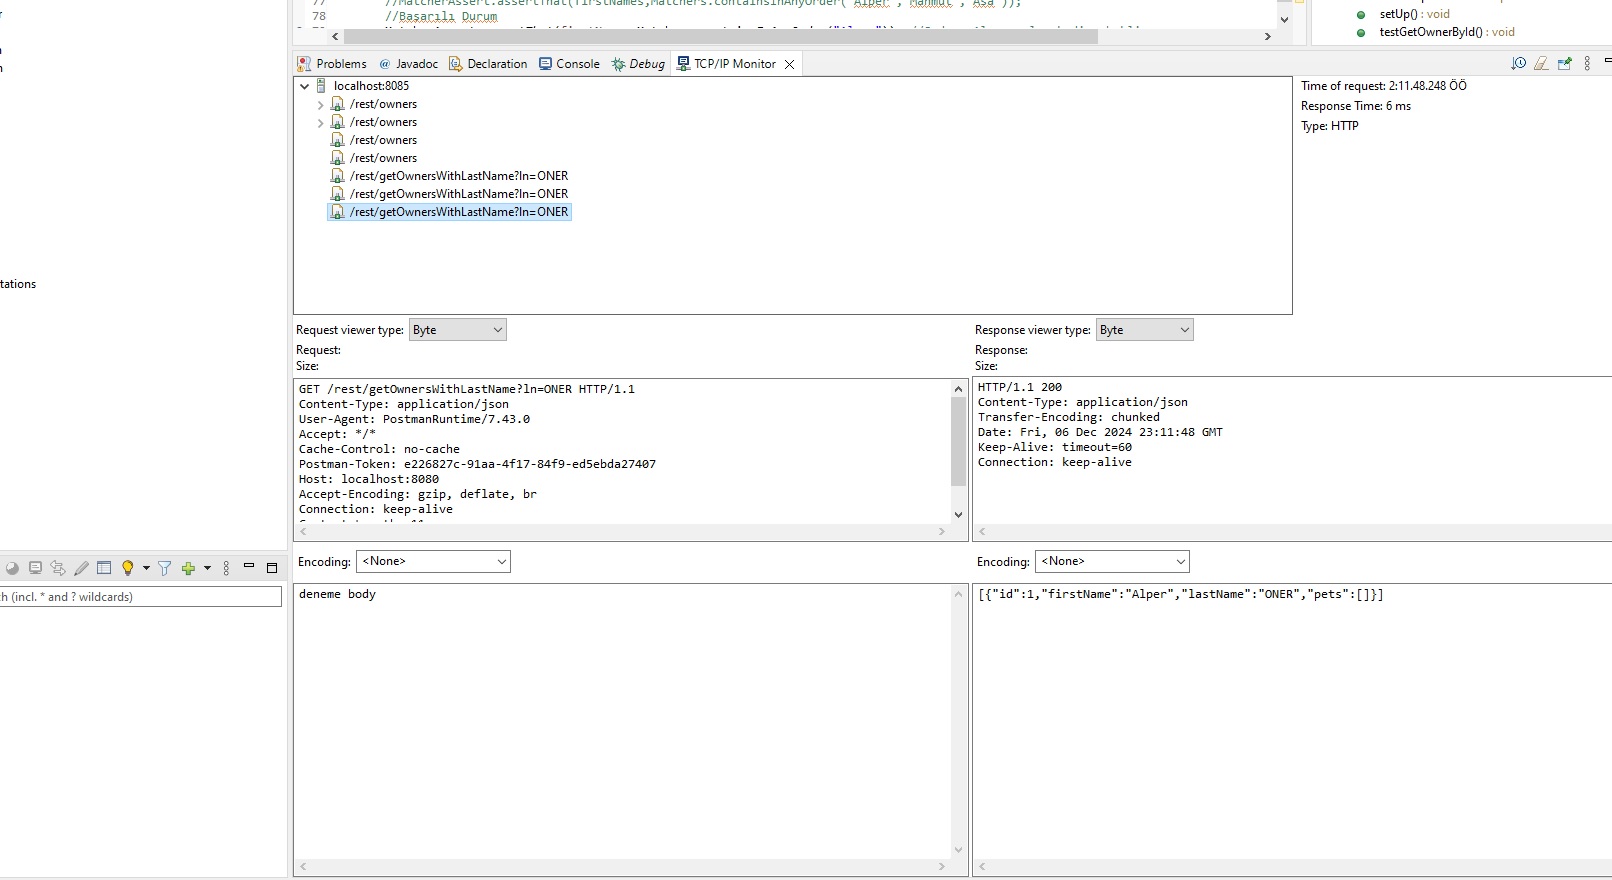 77 //MatcherAssert.assertThat(firstNames,Matchers.containsInAnyOrder("Alper","Mahmut","Asa"));
78 //Başarılı Durum
setUp() : void
testGetOwnerById() : void
Problems @ Javadoc Declaration Console Debug TCP/IP Monitor
localhost:8085
/rest/owners
/rest/owners
/rest/owners
/rest/owners
/rest/getOwnersWithLastName?ln=ONER
/rest/getOwnersWithLastName?ln=ONER
/rest/getOwnersWithLastName?ln=ONER
Time of request: 2:11.48.248 ÖÖ
Response Time: 6 ms
Type: HTTP
tations
Request viewer type: Byte
Request:
Size:
GET /rest/getOwnersWithLastName?ln=ONER HTTP/1.1
Content-Type: application/json
User-Agent: PostmanRuntime/7.43.0
Accept: */*
Cache-Control: no-cache
Postman-Token: e226827c-91aa-4f17-84f9-ed5ebda27407
Host: localhost:8080
Accept-Encoding: gzip, deflate, br
Connection: keep-alive
Response viewer type: Byte
Response:
Size:
HTTP/1.1 200
Content-Type: application/json
Transfer-Encoding: chunked
Date: Fri, 06 Dec 2024 23:11:48 GMT
Keep-Alive: timeout=60
Connection: keep-alive
h (incl. * and ? wildcards)
Encoding: <None>
deneme body
Encoding: <None>
[{"id":1,"firstName":"Alper","lastName":"ONER","pets":[]}]